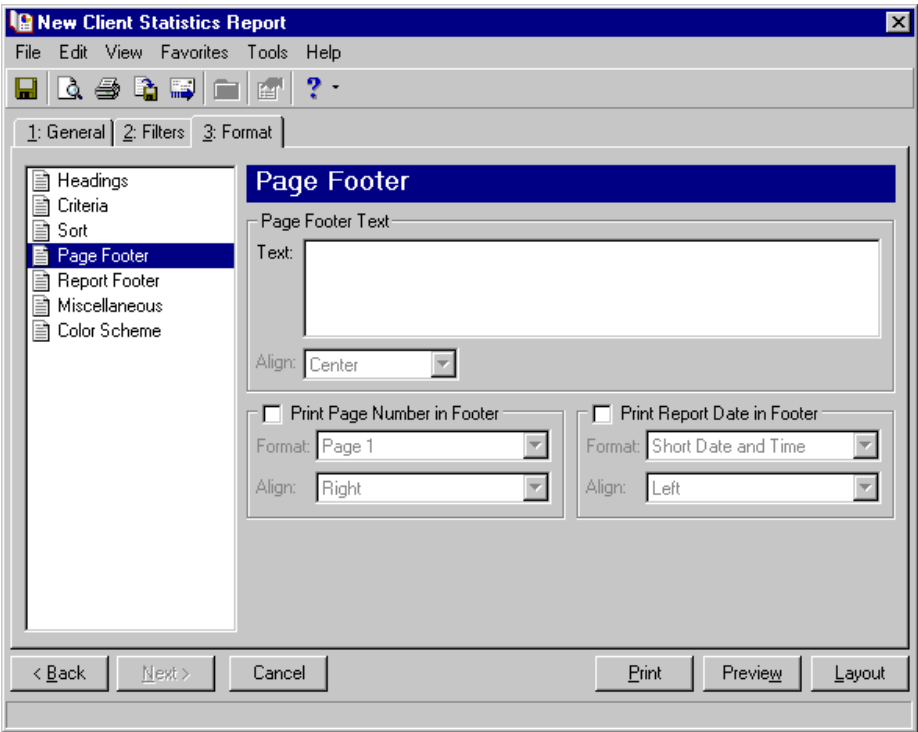 New Client Statistics Report
File Edit View Favorites Tools Help
1: General 2: Filters 3: Format
Headings
Criteria
Sort
Page Footer
Report Footer
Miscellaneous
Color Scheme
Page Footer
Page Footer Text
Text:
Align: Center
Print Page Number in Footer
Format: Page 1
Align: Right
Print Report Date in Footer
Format: Short Date and Time
Align: Left
< Back Next > Cancel Print Preview Layout